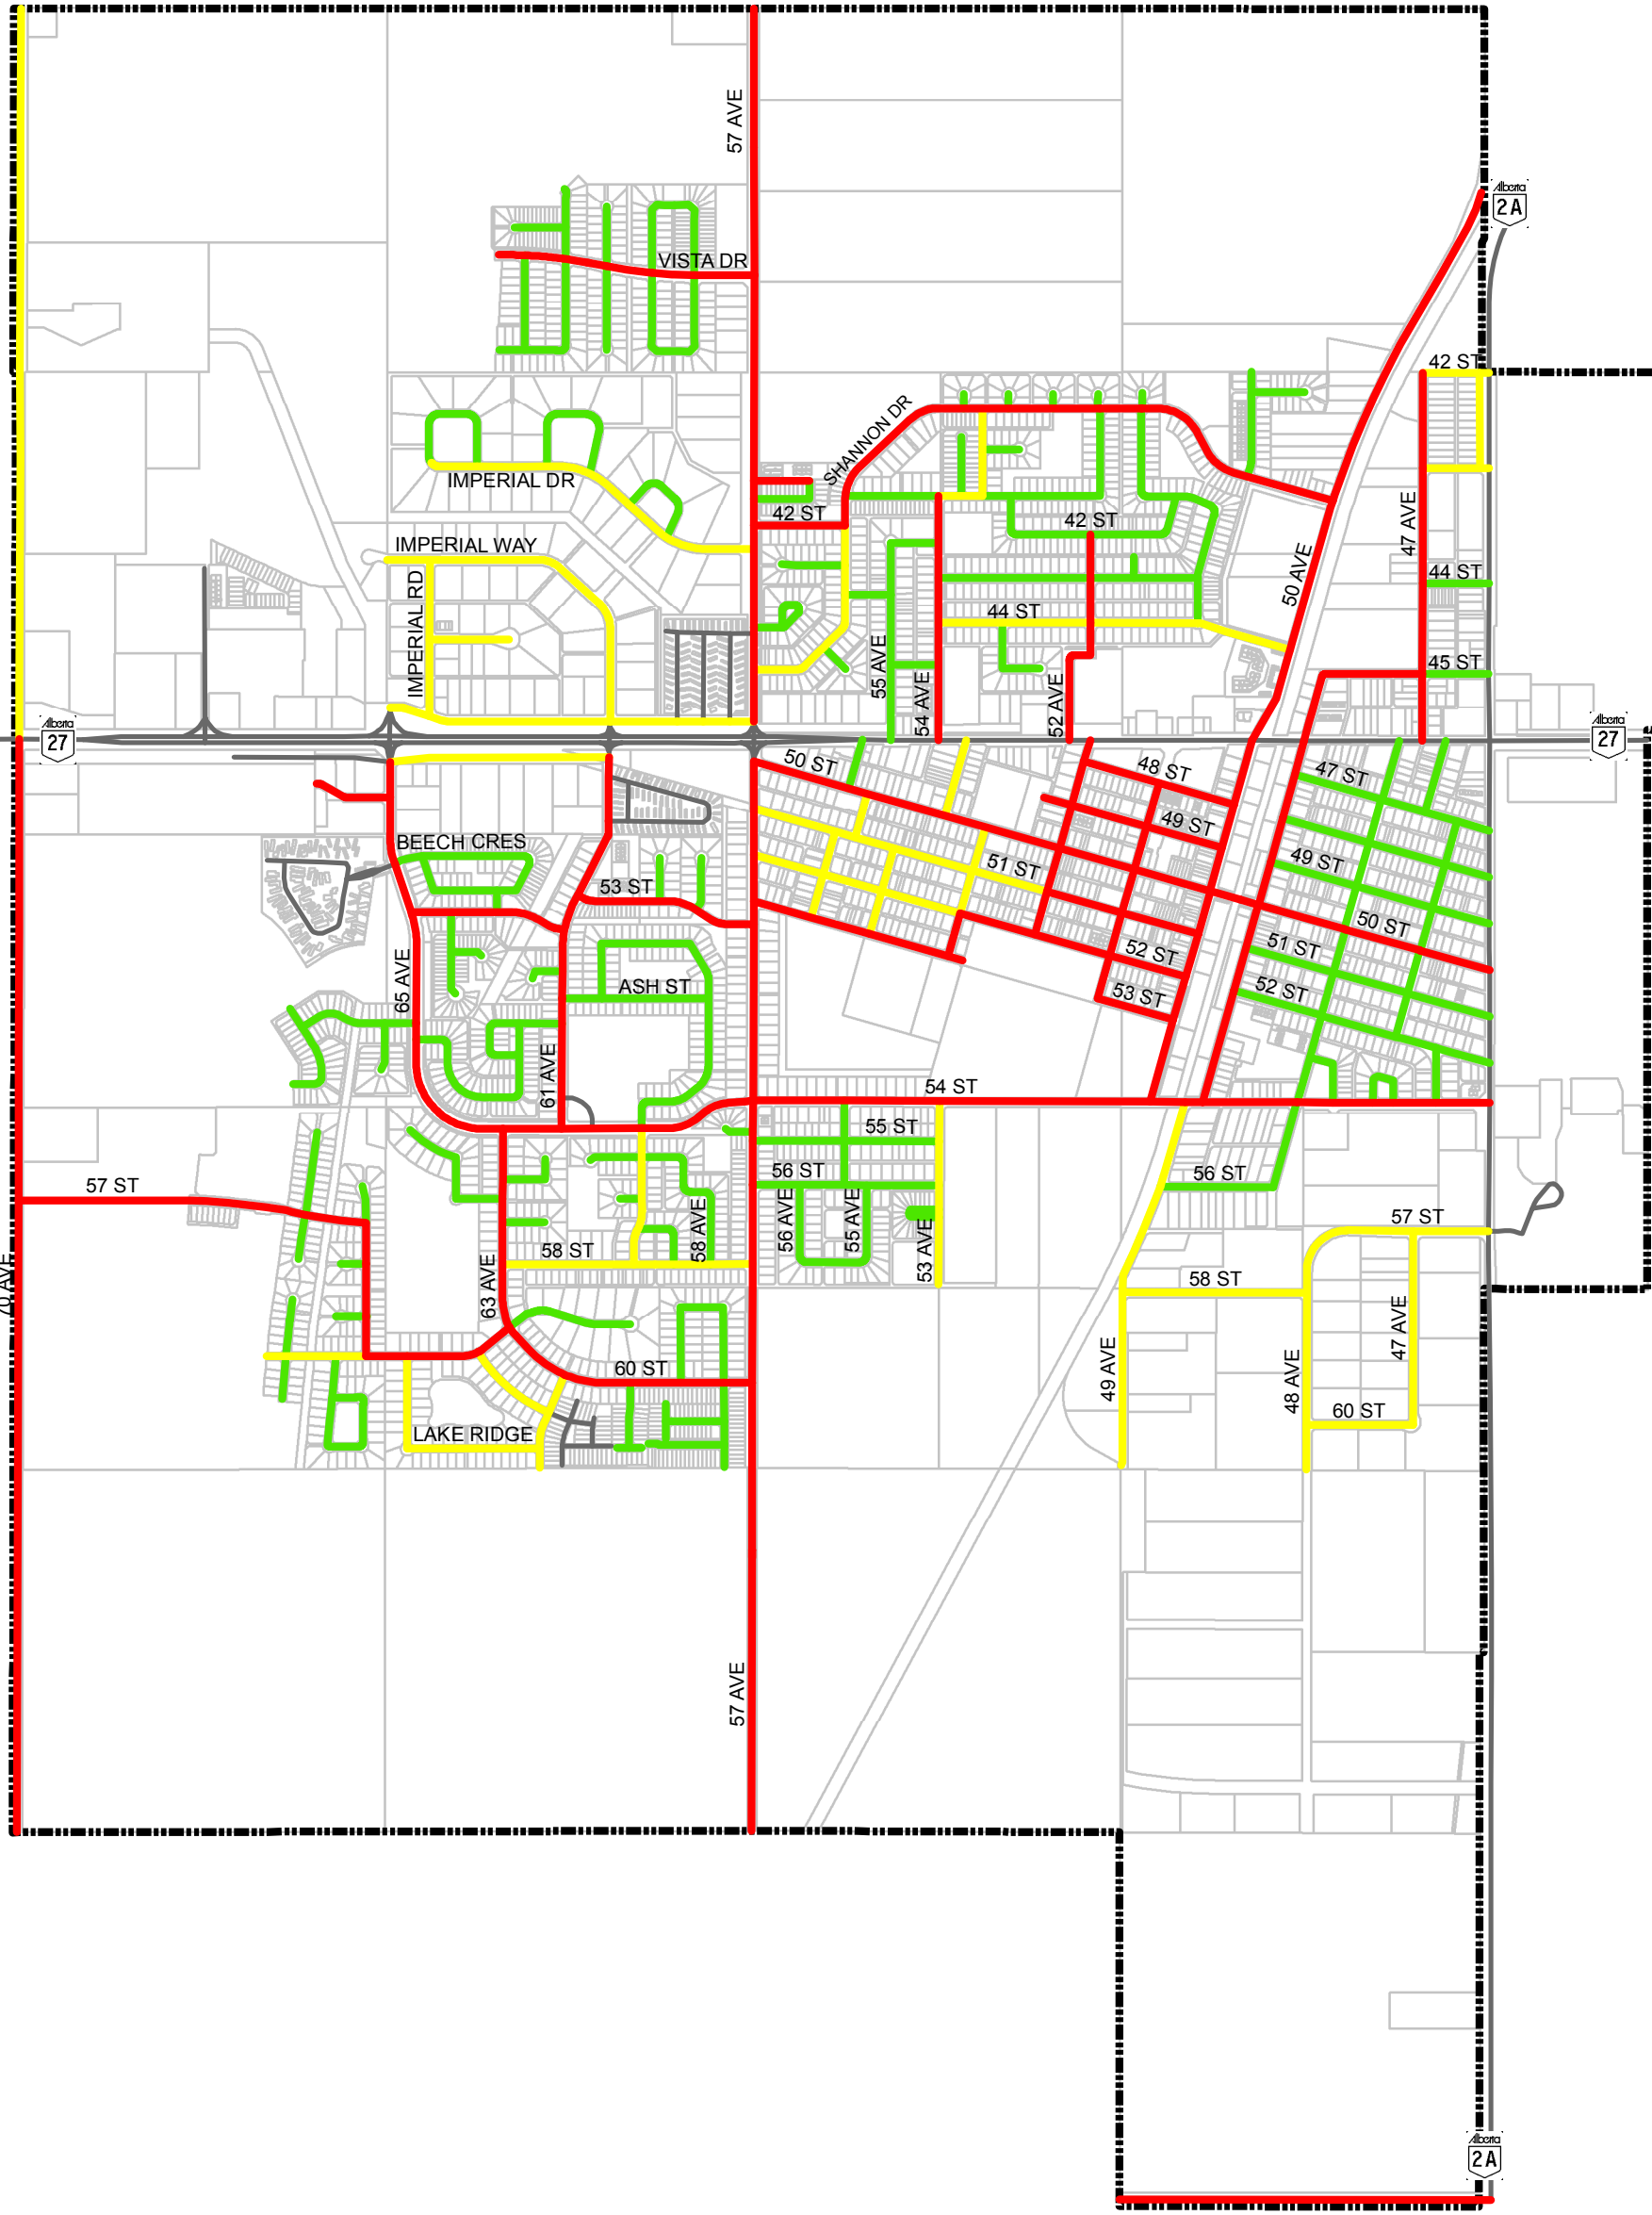 57 AVE
Alberta
2A
VISTA DR
42 ST
SHANNON DR
IMPERIAL DR
42 ST
42 ST
47 AVE
IMPERIAL WAY
50 AVE
44 ST
IMPERIAL RD
44 ST
55 AVE
45 ST
54 AVE
52 AVE
Alberta
27
Alberta
27
50 ST
48 ST
47 ST
49 ST
BEECH CRES
51 ST
49 ST
53 ST
50 ST
52 ST
51 ST
65 AVE
ASH ST
53 ST
52 ST
61 AVE
54 ST
55 ST
56 ST
56 ST
57 ST
57 ST
58 AVE
56 AVE
55 AVE
53 AVE
58 ST
70 AVE
63 AVE
58 ST
47 AVE
49 AVE
48 AVE
60 ST
60 ST
LAKE RIDGE
57 AVE
Alberta
2A